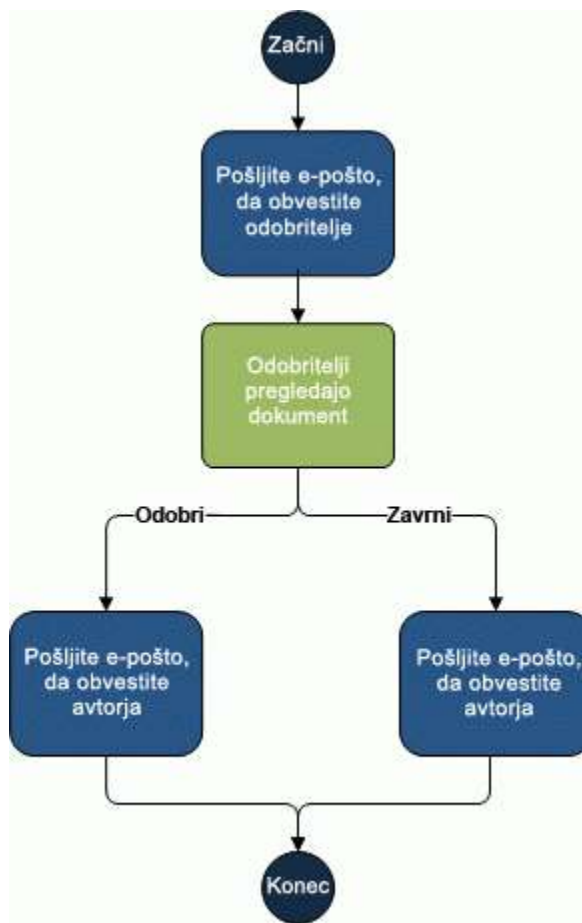 Začni
Pošljite e-pošto,
da obvestite
odobritelje
Odobritelji
pregledajo
dokument
Odobri
Zavrni
Pošljite e-pošto,
da obvestite
avtorja
Pošljite e-pošto,
da obvestite
avtorja
Konec